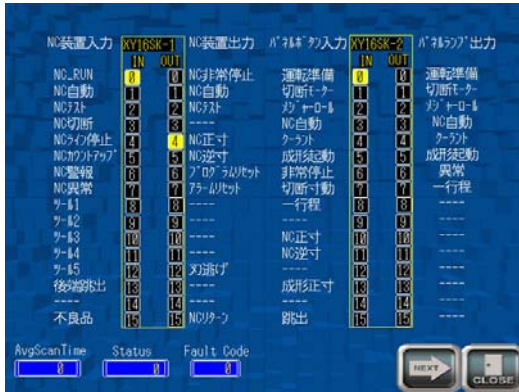 NC装置入力 XY16SK-1 NC装置出力 ﾊﾟﾈﾙﾎﾞﾀﾝ入力 XY16SK-2 ﾊﾟﾈﾙﾗﾝﾌﾟ出力
IN OUT IN OUT
NC_RUN 0 0 NC非常停止 運転準備 0 0 運転準備
NC自動 1 1 NC自動 切断ﾓｰﾀｰ 1 1 切断ﾓｰﾀｰ
NCﾃｽﾄ 2 2 NCﾃｽﾄ ﾒｼﾞｬｰﾛｰﾙ 2 2 ﾒｼﾞｬｰﾛｰﾙ
NC切断 3 3 ---- NC自動 3 3 NC自動
NCﾗｲﾝ停止 4 4 NC正寸 ｸｰﾗﾝﾄ 4 4 ｸｰﾗﾝﾄ
NCｶｳﾝﾄｱｯﾌﾟ 5 5 NC逆寸 成形起動 5 5 成形起動
NC警報 6 6 ﾌﾟﾛｸﾞﾗﾑﾘｾｯﾄ 非常停止 6 6 異常
NC異常 7 7 ｱﾗｰﾑﾘｾｯﾄ 切断寸動 7 7 一行程
ﾂｰﾙ1 8 8 ---- 一行程 8 8 ----
ﾂｰﾙ2 9 9 ---- ---- 9 9 ----
ﾂｰﾙ3 10 10 ---- NC正寸 10 10 ----
ﾂｰﾙ4 11 11 ---- NC逆寸 11 11 ----
ﾂｰﾙ5 12 12 刃逃げ ---- 12 12 ----
後端跳出 13 13 ---- 成形正寸 13 13 ----
---- 14 14 ---- ---- 14 14 ----
不良品 15 15 NCﾘﾀｰﾝ 跳出 15 15 ----
AvgScanTime Status Fault Code
0 0 0
NEXT CLOSE